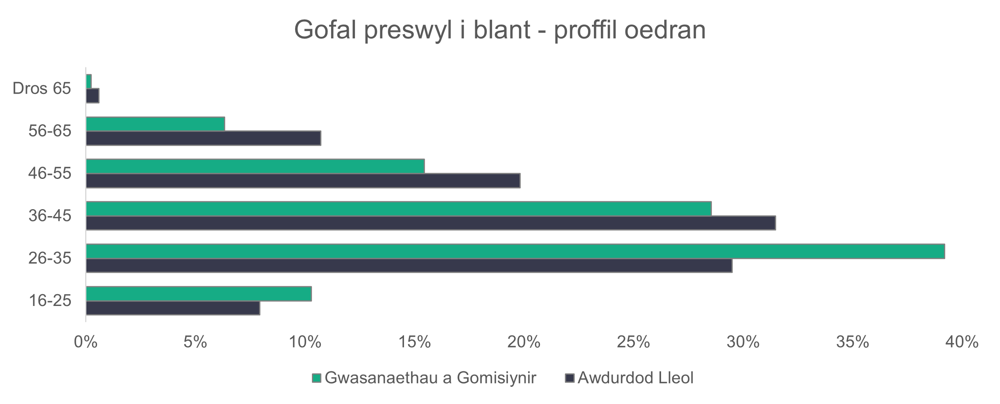 Gofal preswyl i blant - proffil oedran
Dros 65
56-65
46-55
36-45
26-35
16-25
0% 5% 10% 15% 20% 25% 30% 35% 40%
Gwasanaethau a Gomisiynir Awdurdod Lleol